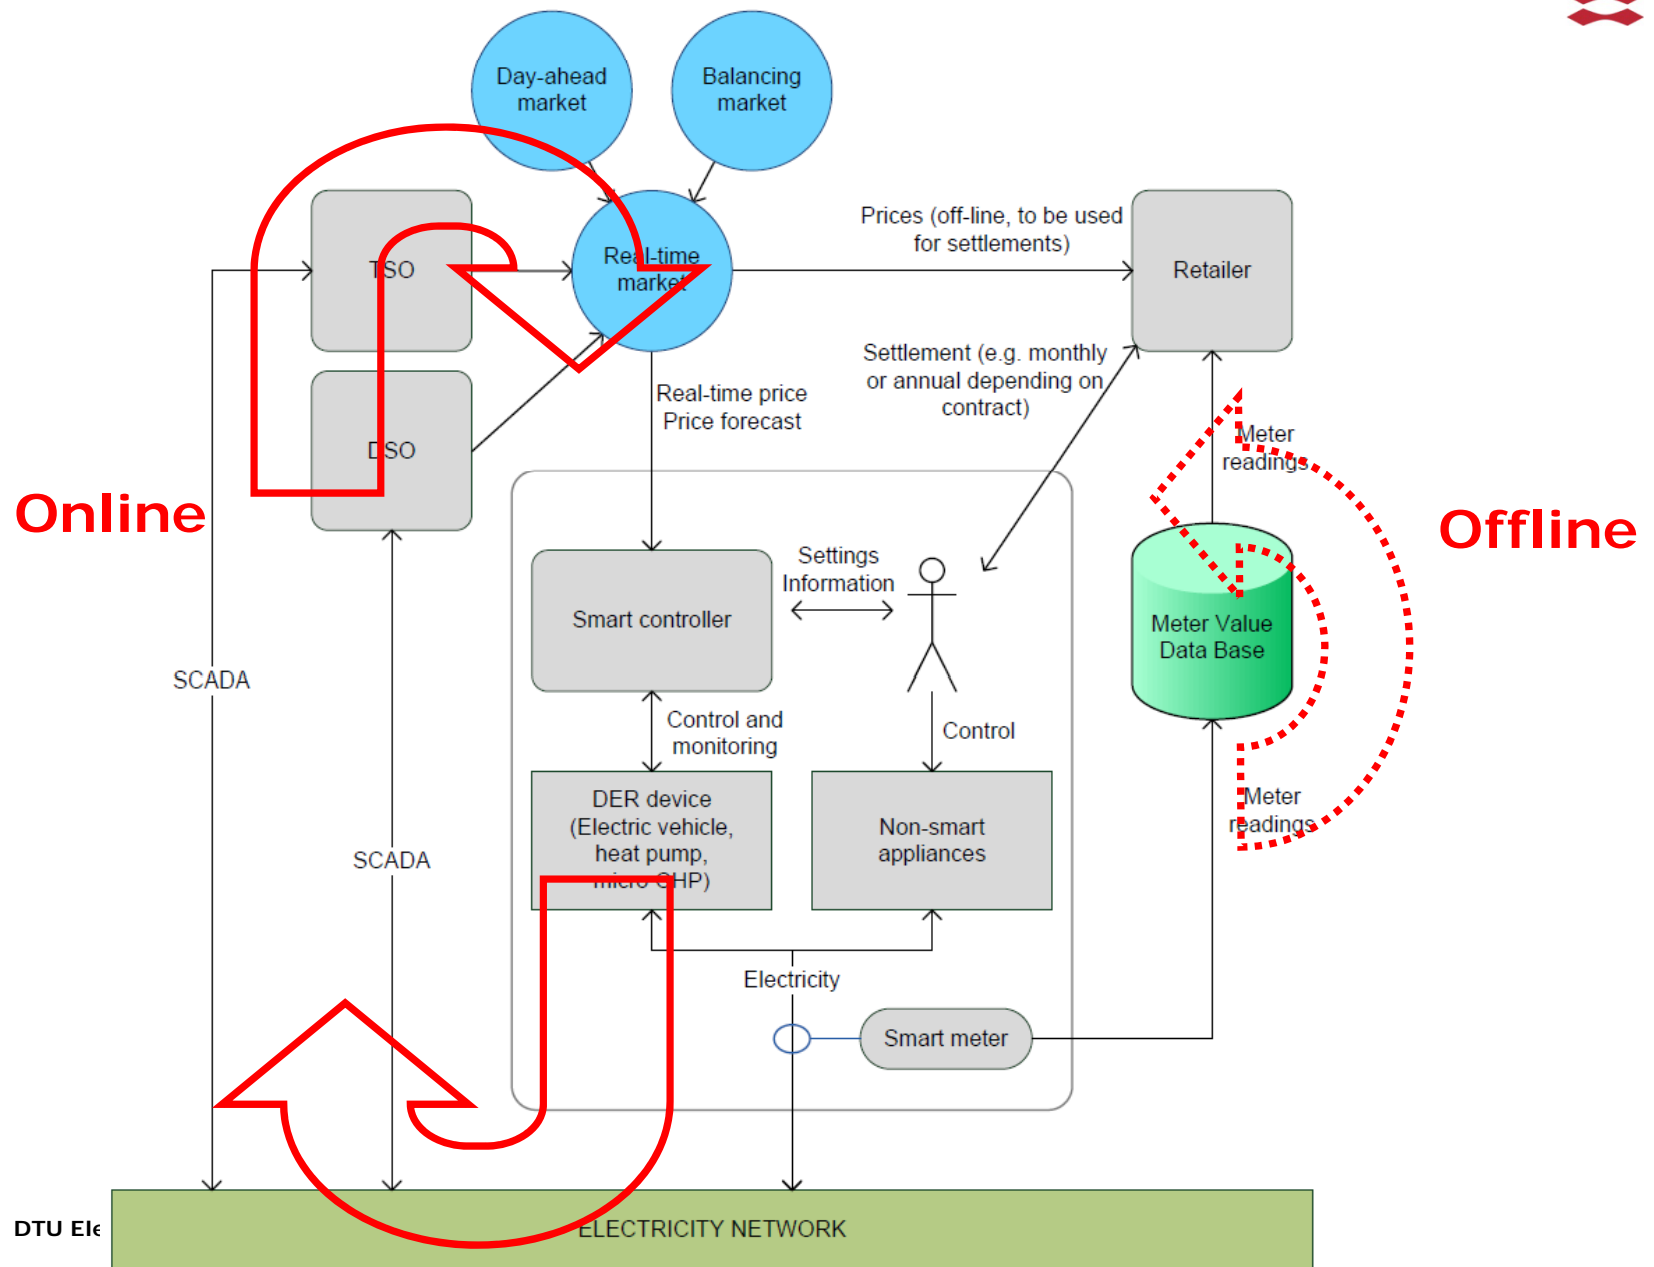 Day-ahead
market
Balancing
market
TSO
Real-time
market
Prices (off-line, to be used
for settlements)
Retailer
Settlement (e.g. monthly
or annual depending on
contract)
Real-time price
Price forecast
DSO
Meter
readings
Online
Offline
Settings
Information
Smart controller
Meter Value
Data Base
SCADA
Control and
monitoring
Control
DER device
(Electric vehicle,
heat pump,
micro CHP)
Non-smart
appliances
Meter
readings
SCADA
Electricity
Smart meter
DTU Ele
ELECTRICITY NETWORK